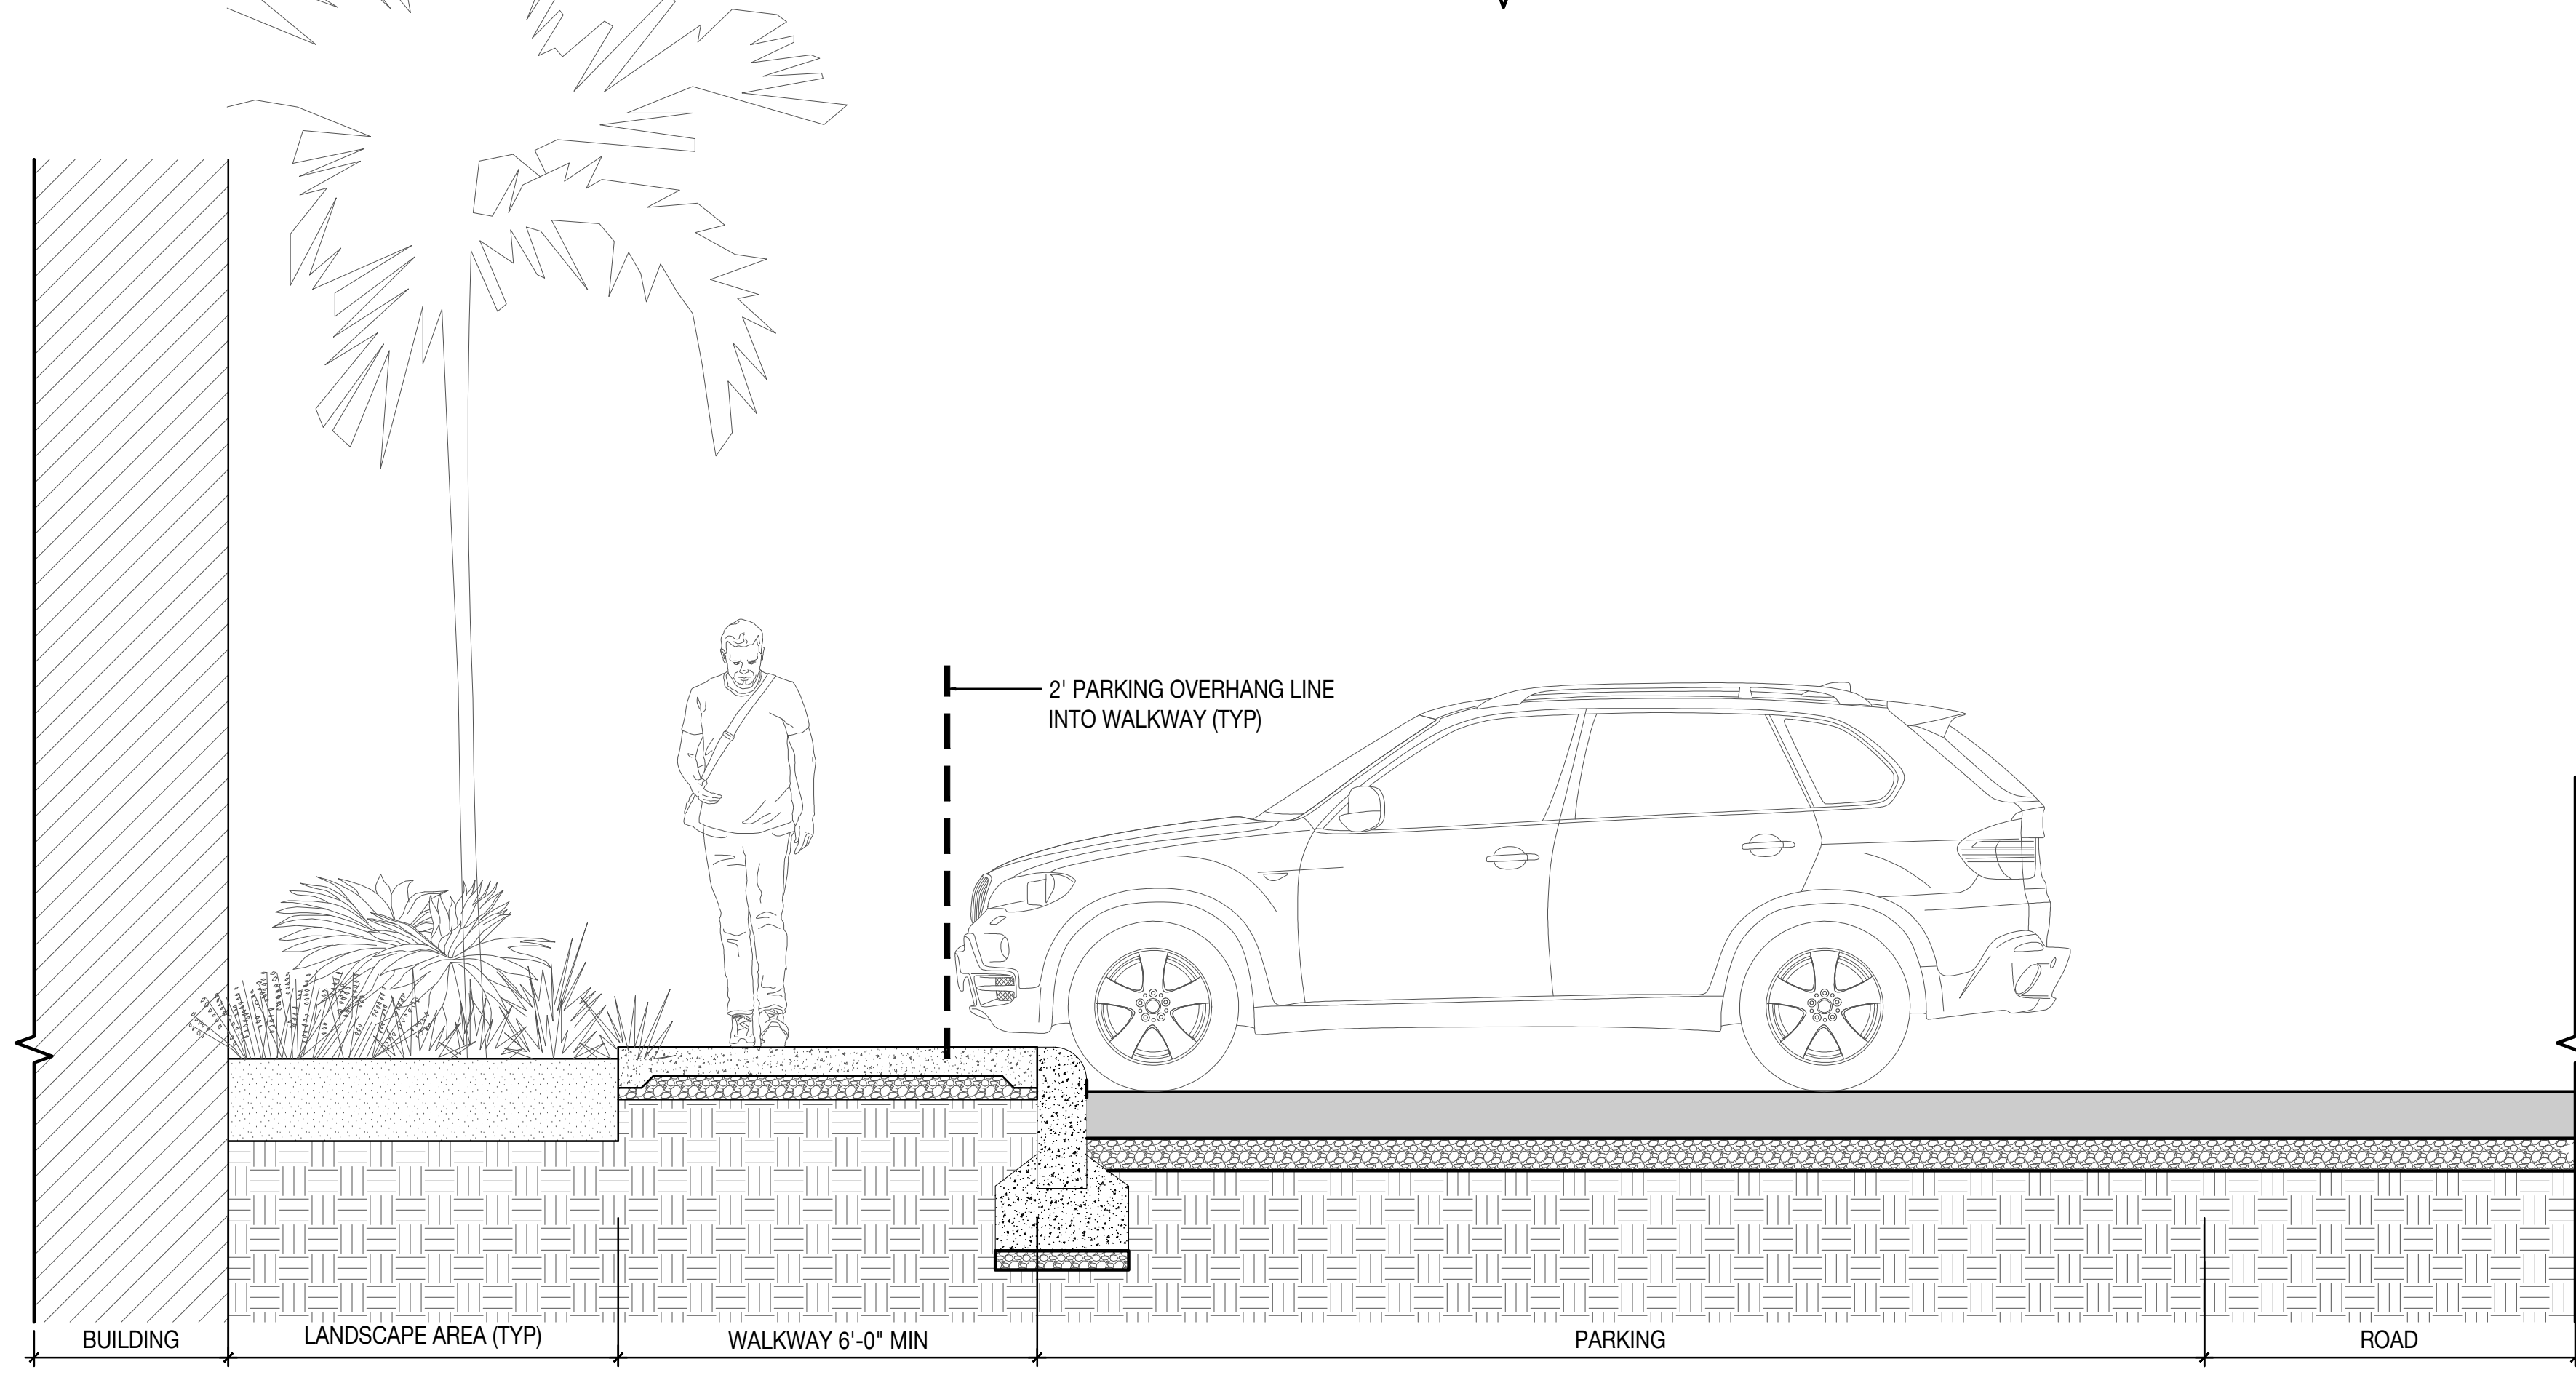 2' PARKING OVERHANG LINE
INTO WALKWAY (TYP)
BUILDING
LANDSCAPE AREA (TYP)
WALKWAY 6'-0" MIN
PARKING
ROAD